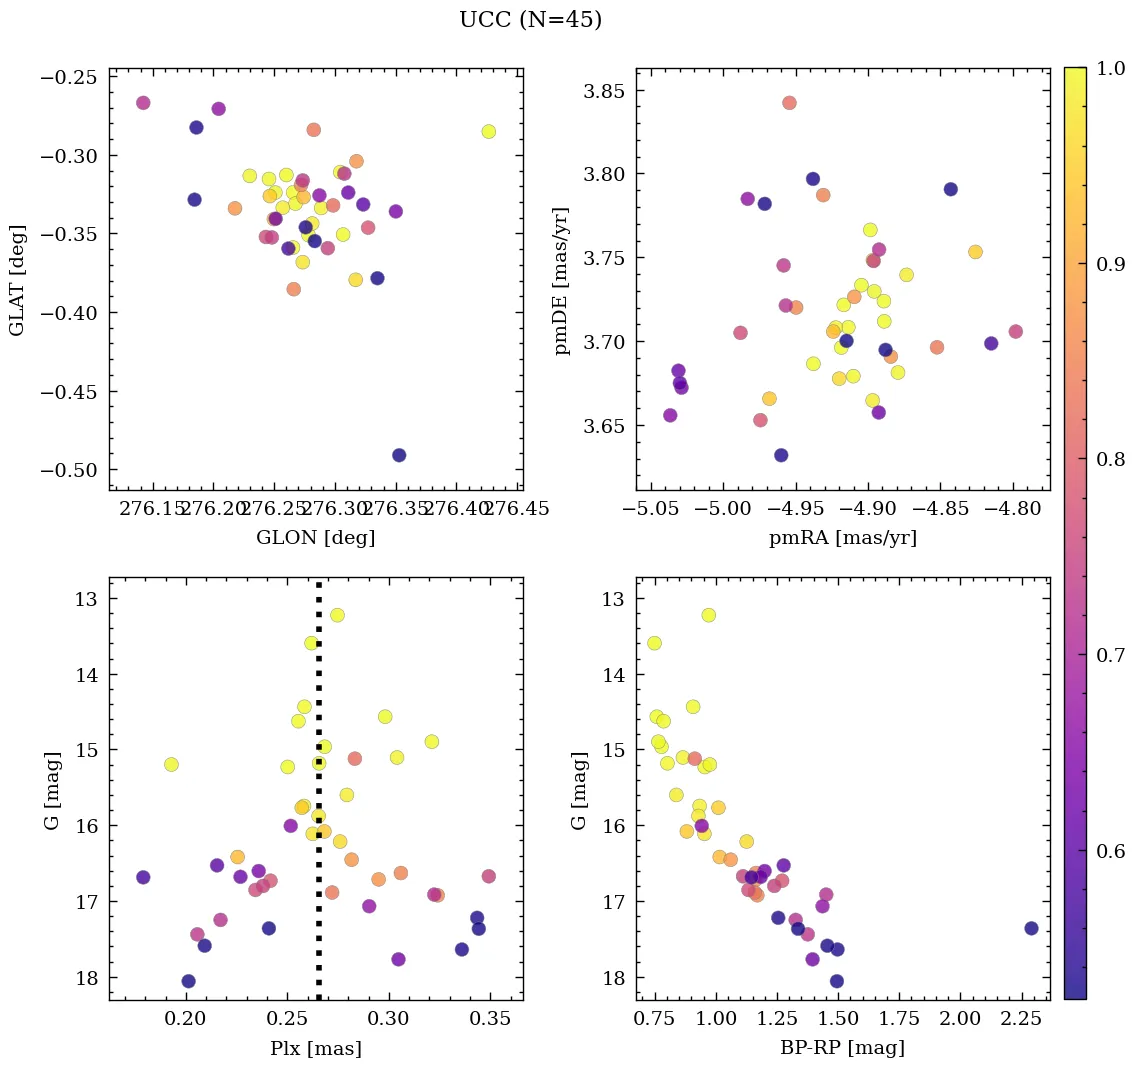 UCC (N=45)
−0.25
−0.30
−0.35
−0.40
−0.45
−0.50
GLAT [deg]
276.15 276.20 276.25 276.30 276.35 276.40 276.45
GLON [deg]
3.85
3.80
3.75
3.70
3.65
pmDE [mas/yr]
−5.05 −5.00 −4.95 −4.90 −4.85 −4.80
pmRA [mas/yr]
1.0
0.9
0.8
0.7
0.6
13
14
15
16
17
18
G [mag]
0.20 0.25 0.30 0.35
Plx [mas]
13
14
15
16
17
18
G [mag]
0.75 1.00 1.25 1.50 1.75 2.00 2.25
BP-RP [mag]